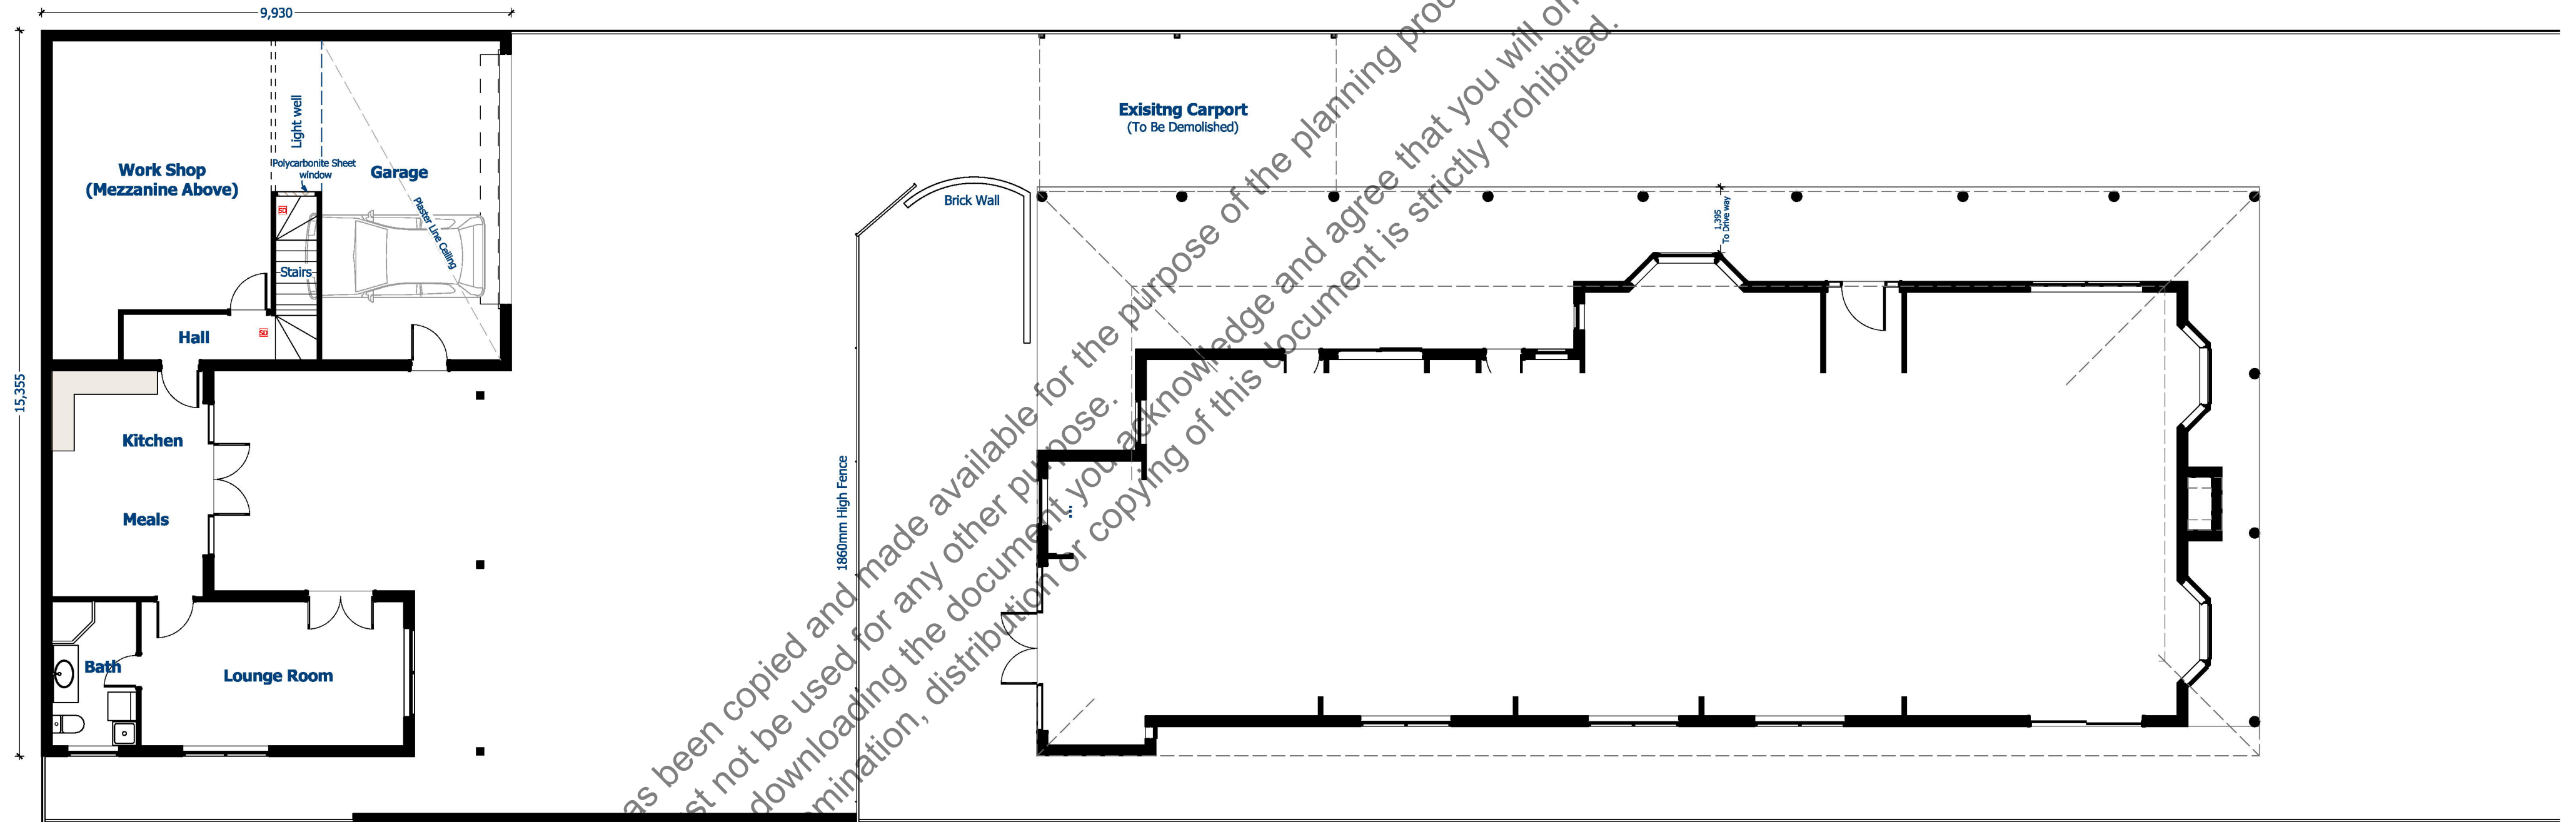 9,930
15,355
Work Shop
(Mezzanine Above)
Light well
Polycarbonite Sheet
window
Garage
Plaster Line Ceiling
SD
Stairs
Hall
SD
Kitchen
Meals
Bath
Lounge Room
1860mm High Fence
Brick Wall
Exisitng Carport
(To Be Demolished)
1,395
To Drive way
...
as been copied and made available for the purpose of the planning proc
st not be used for any other purpose.
downloading the document you acknowledge and agree that you will on
mination, distribution or copying of this document is strictly prohibited.